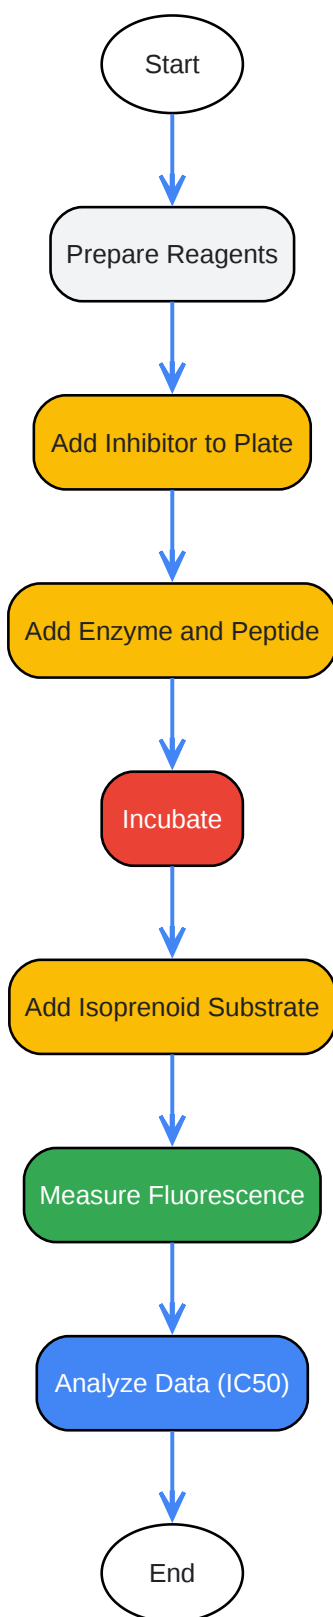 Start
Prepare Reagents
Add Inhibitor to Plate
Add Enzyme and Peptide
Incubate
Add Isoprenoid Substrate
Measure Fluorescence
Analyze Data (IC50)
End